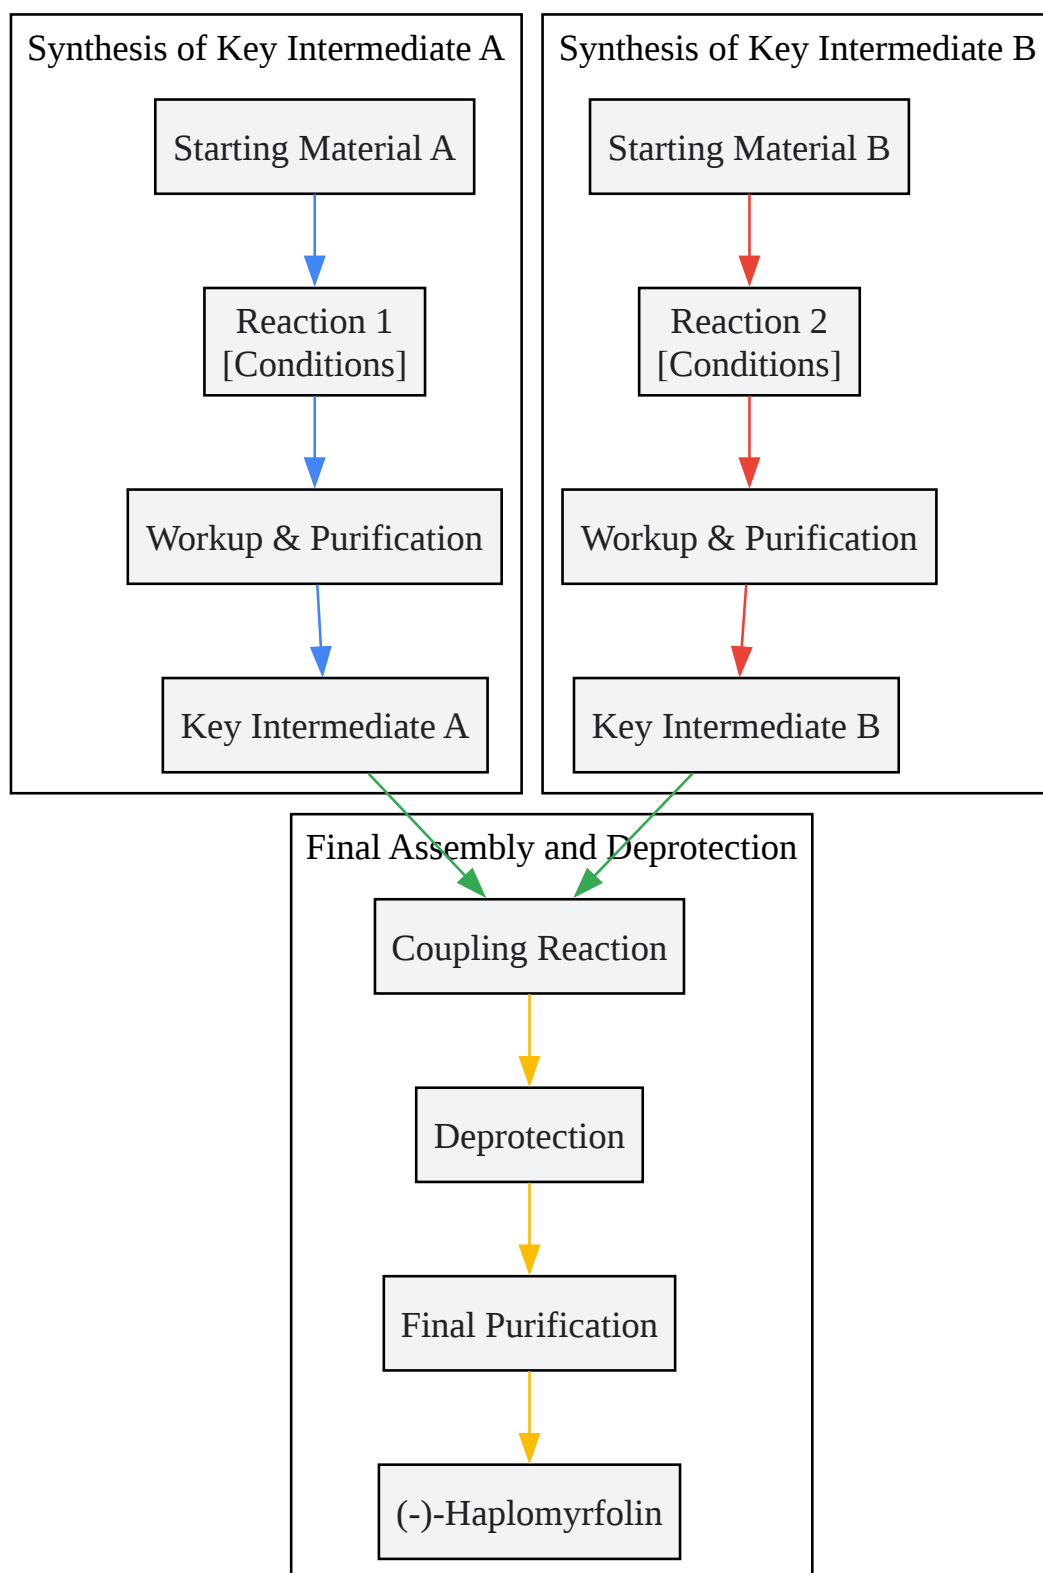 Synthesis of Key Intermediate A
Starting Material A
Reaction 1
[Conditions]
Workup & Purification
Key Intermediate A
Synthesis of Key Intermediate B
Starting Material B
Reaction 2
[Conditions]
Workup & Purification
Key Intermediate B
Final Assembly and Deprotection
Coupling Reaction
Deprotection
Final Purification
(-)-Haplomyrfolin